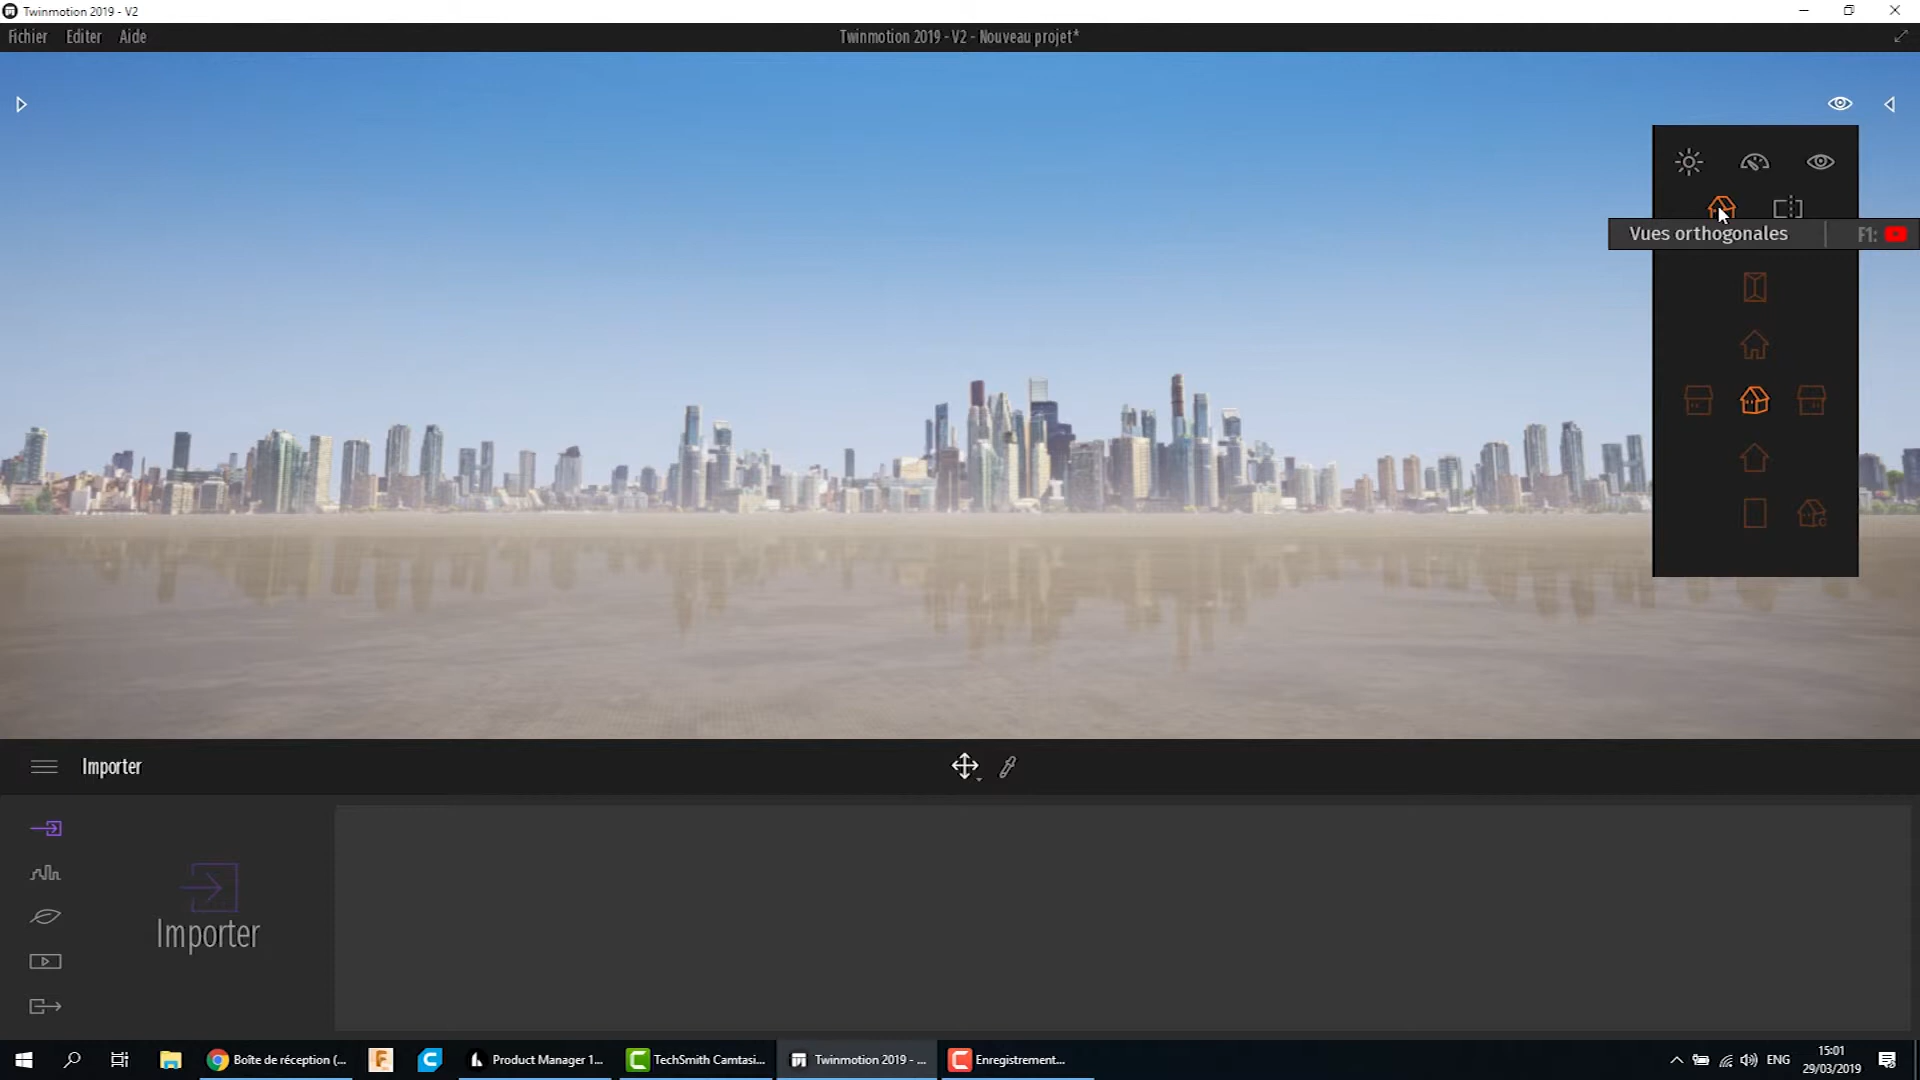 Twinmotion 2019 - V2
Fichier Editer Aide
Twinmotion 2019 - V2 - Nouveau projet*
Vues orthogonales F1:
Importer
Importer
Boîte de réception (...
Product Manager 1...
TechSmith Camtasi...
Twinmotion 2019 - ...
Enregistrement...
ENG
15:01
29/03/2019